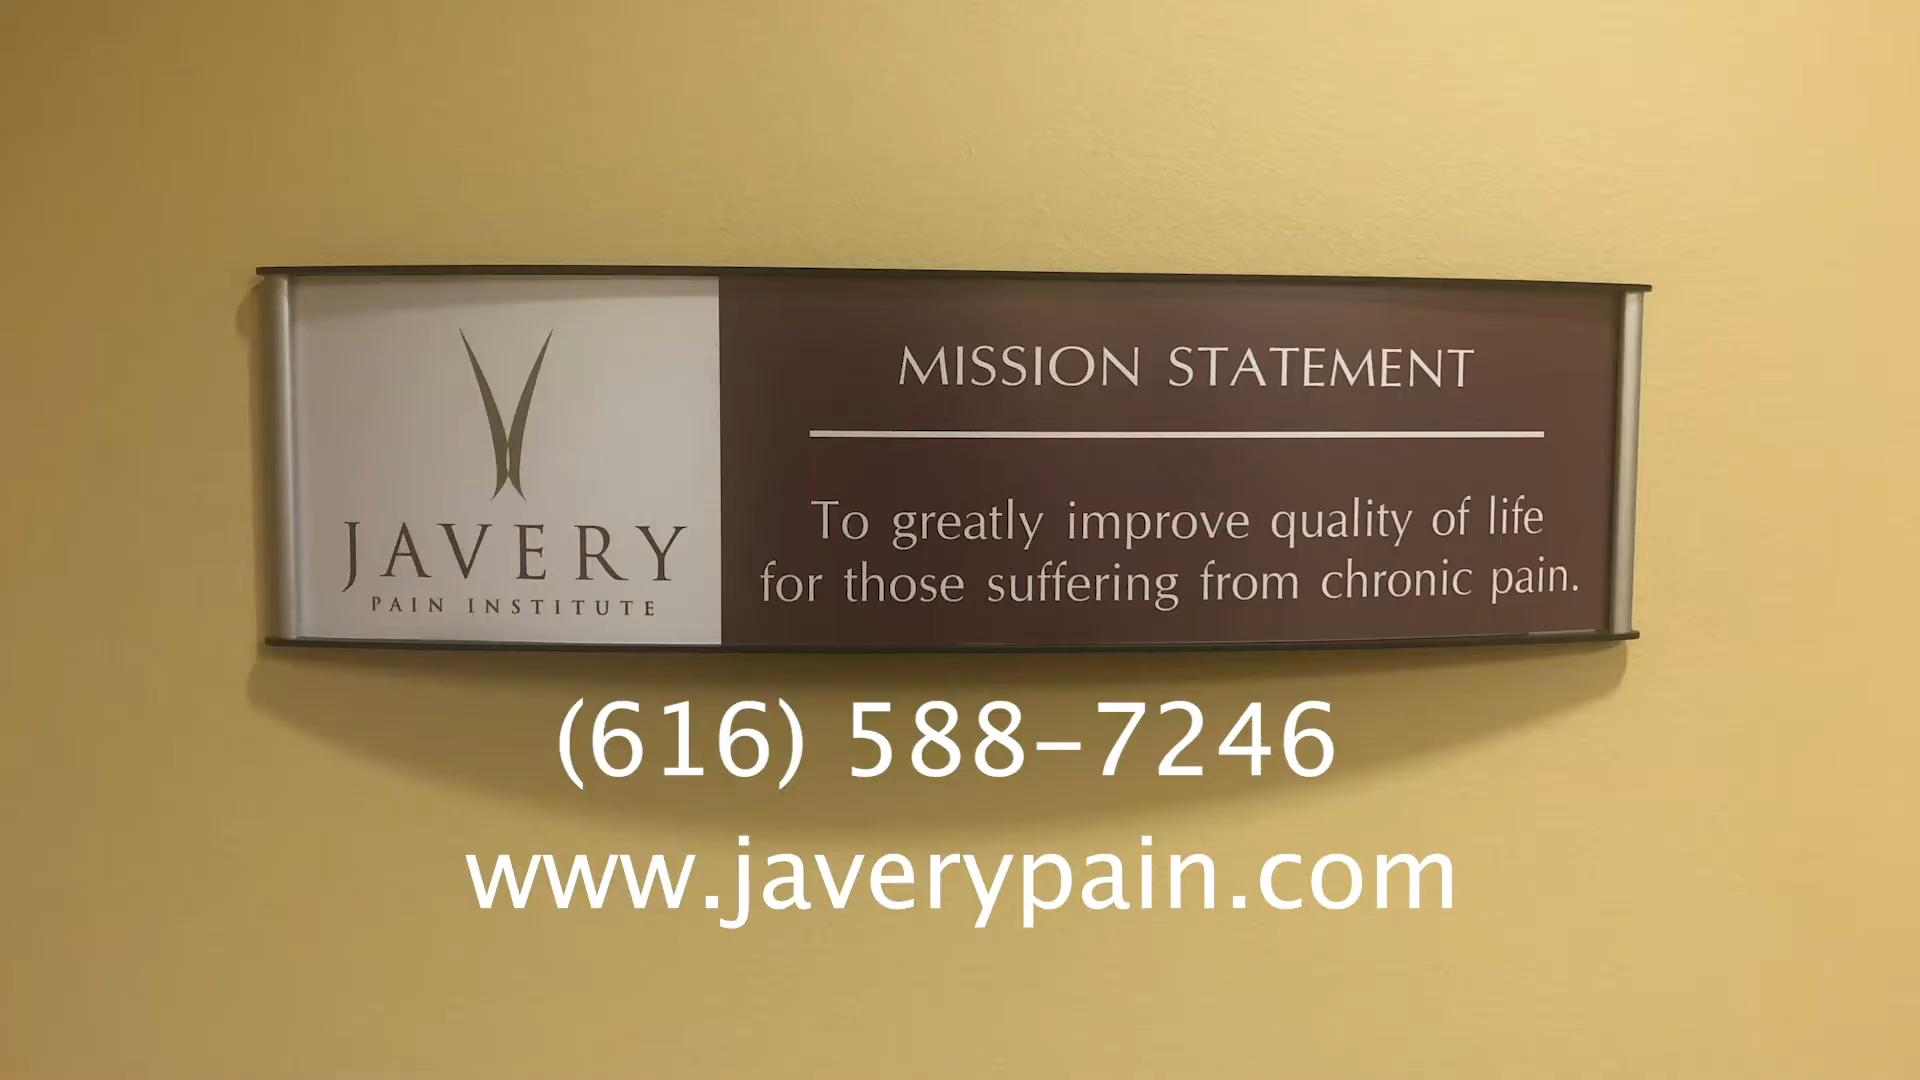 JAVERY
PAIN INSTITUTE
MISSION STATEMENT
To greatly improve quality of life
for those suffering from chronic pain.
(616) 588-7246
www.javerypain.com